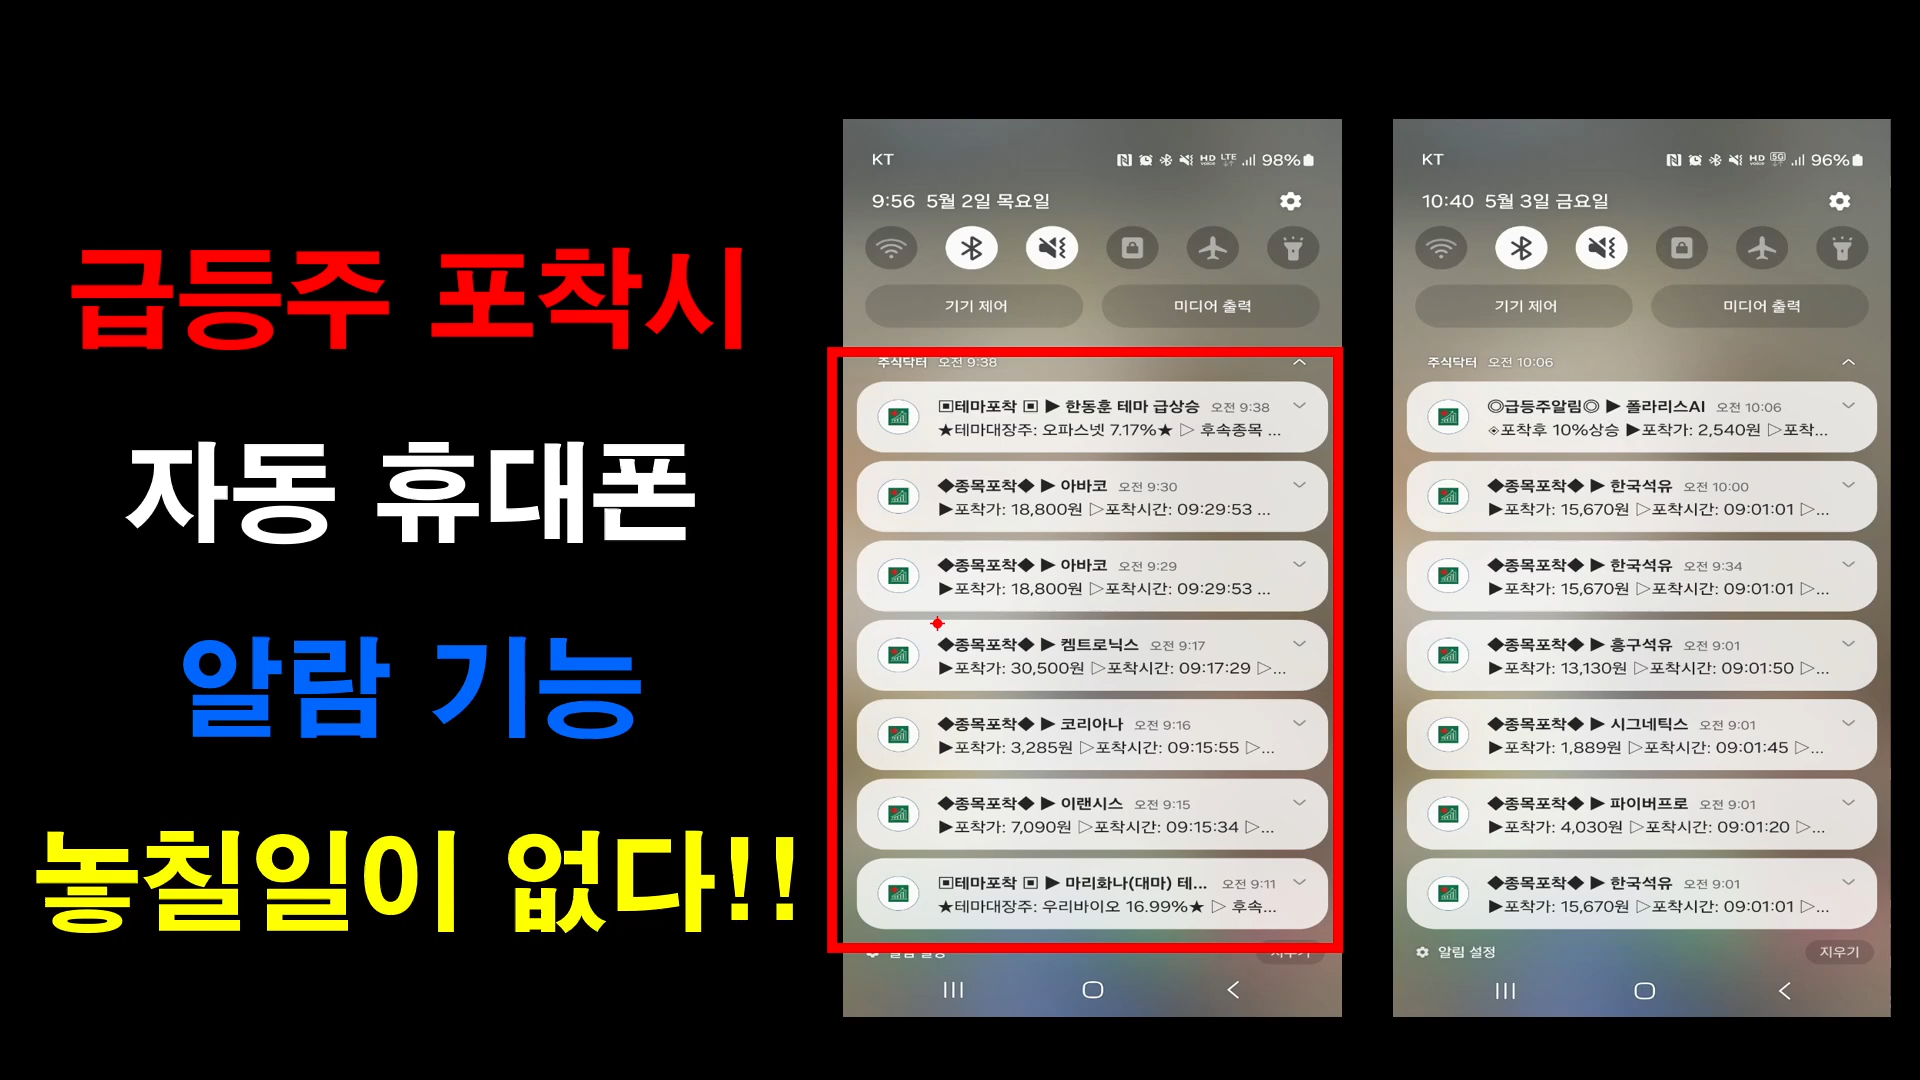 급등주 포착시
자동 휴대폰
알람 기능
놓칠일이 없다!!
KT
HD VOICE LTE 98%
9:56 5월 2일 목요일
기기 제어 미디어 출력
주식닥터 오전 9:38
▣테마포착 ▣ ▶ 한동훈 테마 급상승 오전 9:38
★테마대장주: 오파스넷 7.17%★ ▷ 후속종목 ...
◆종목포착◆ ▶ 아바코 오전 9:30
▶포착가: 18,800원 ▷포착시간: 09:29:53 ...
◆종목포착◆ ▶ 아바코 오전 9:29
▶포착가: 18,800원 ▷포착시간: 09:29:53 ...
◆종목포착◆ ▶ 켐트로닉스 오전 9:17
▶포착가: 30,500원 ▷포착시간: 09:17:29 ▷...
◆종목포착◆ ▶ 코리아나 오전 9:16
▶포착가: 3,285원 ▷포착시간: 09:15:55 ▷...
◆종목포착◆ ▶ 이랜시스 오전 9:15
▶포착가: 7,090원 ▷포착시간: 09:15:34 ▷...
▣테마포착 ▣ ▶ 마리화나(대마) 테... 오전 9:11
★테마대장주: 우리바이오 16.99%★ ▷ 후속...
KT
HD VOICE 5G 96%
10:40 5월 3일 금요일
기기 제어 미디어 출력
주식닥터 오전 10:06
◎급등주알림◎ ▶ 폴라리스AI 오전 10:06
◈포착후 10%상승 ▶포착가: 2,540원 ▷포착...
◆종목포착◆ ▶ 한국석유 오전 10:00
▶포착가: 15,670원 ▷포착시간: 09:01:01 ▷...
◆종목포착◆ ▶ 한국석유 오전 9:34
▶포착가: 15,670원 ▷포착시간: 09:01:01 ▷...
◆종목포착◆ ▶ 흥구석유 오전 9:01
▶포착가: 13,130원 ▷포착시간: 09:01:50 ▷...
◆종목포착◆ ▶ 시그네틱스 오전 9:01
▶포착가: 1,889원 ▷포착시간: 09:01:45 ▷...
◆종목포착◆ ▶ 파이버프로 오전 9:01
▶포착가: 4,030원 ▷포착시간: 09:01:20 ▷...
◆종목포착◆ ▶ 한국석유 오전 9:01
▶포착가: 15,670원 ▷포착시간: 09:01:01 ▷...
알림 설정 지우기